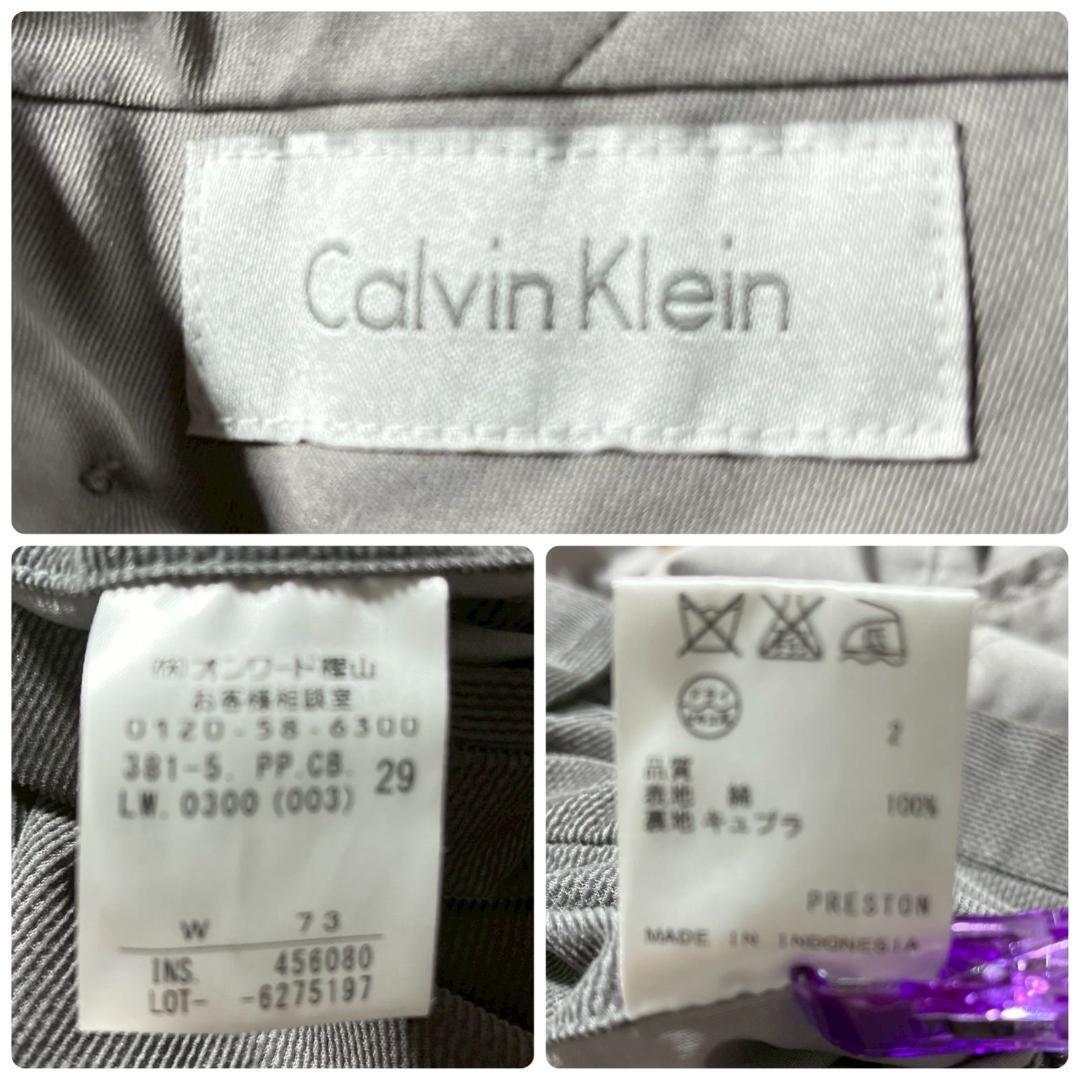 Calvin Klein
(株)オンワード樫山
お客様相談室
0120-58-6300
381-5. PP.CB. 29
LM. 0300 (003)
W 73
INS. 456080
LOT- -6275197
2
品質
表地 綿 100%
裏地 キュプラ
PRESTON
MADE IN INDONESIA